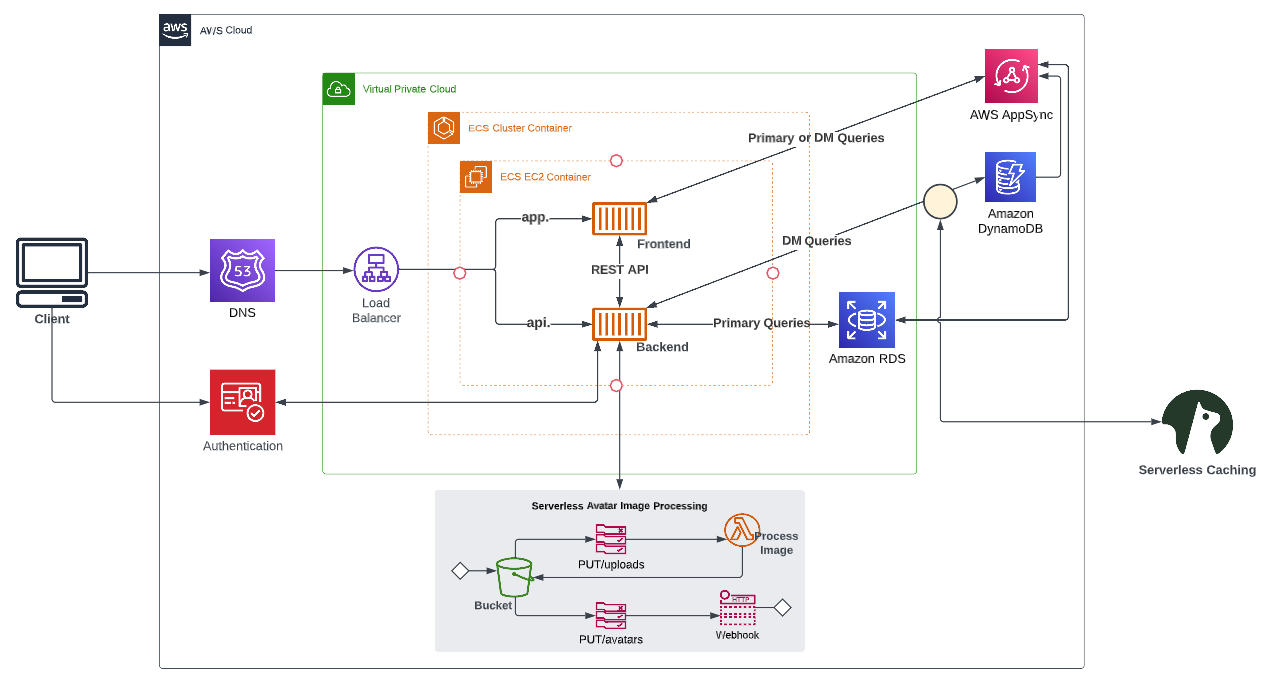 aws
AWS Cloud
Virtual Private Cloud
ECS Cluster Container
ECS EC2 Container
AWS AppSync
Primary or DM Queries
Amazon
DynamoDB
app.
Frontend
DM Queries
53
REST API
DNS
Load
Balancer
api.
Primary Queries
Client
Backend
Amazon RDS
Authentication
Serverless Caching
Serverless Avatar Image Processing
Process
Image
PUT/uploads
HTTP
Bucket
PUT/avatars
Webhook